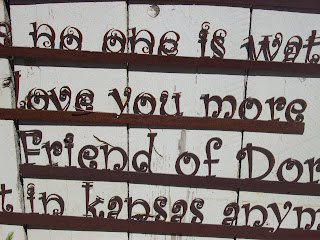 no one is wat
Love you more
Friend of Dor
t in kansas anym